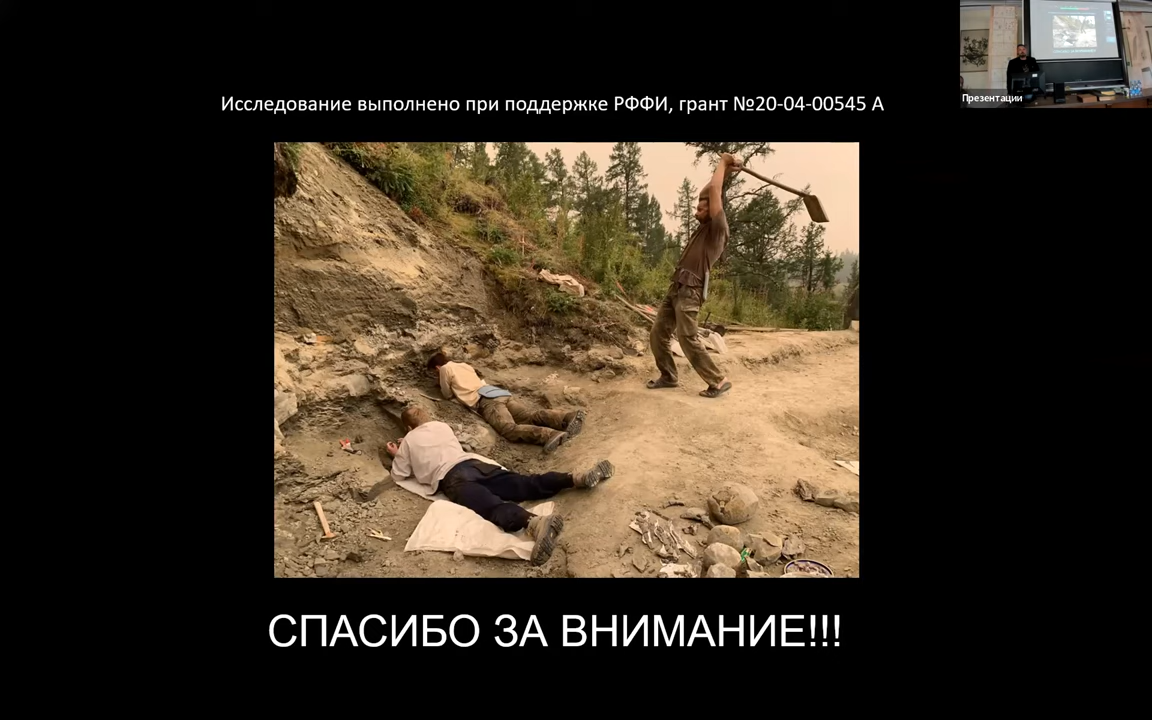 Исследование выполнено при поддержке РФФИ, грант №20-04-00545 А
Презентации
СПАСИБО ЗА ВНИМАНИЕ!!!